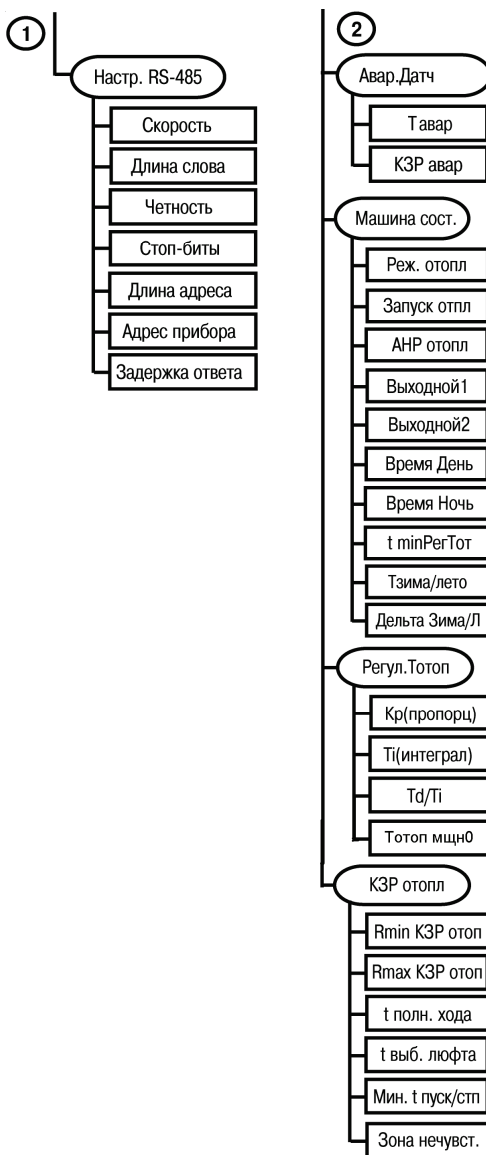 1
Настр. RS-485
Скорость
Длина слова
Четность
Стоп-биты
Длина адреса
Адрес прибора
Задержка ответа
2
Авар.Датч
Тавар
КЗР авар
Машина сост.
Реж. отопл
Запуск отпл
АНР отопл
Выходной1
Выходной2
Время День
Время Ночь
t minРегТот
Тзима/лето
Дельта Зима/Л
Регул.Тотоп
Кр(пропорц)
Ti(интеграл)
Td/Ti
Тотоп мщн0
КЗР отопл
Rmin КЗР отоп
Rmax КЗР отоп
t полн. хода
t выб. люфта
Мин. t пуск/стп
Зона нечувст.